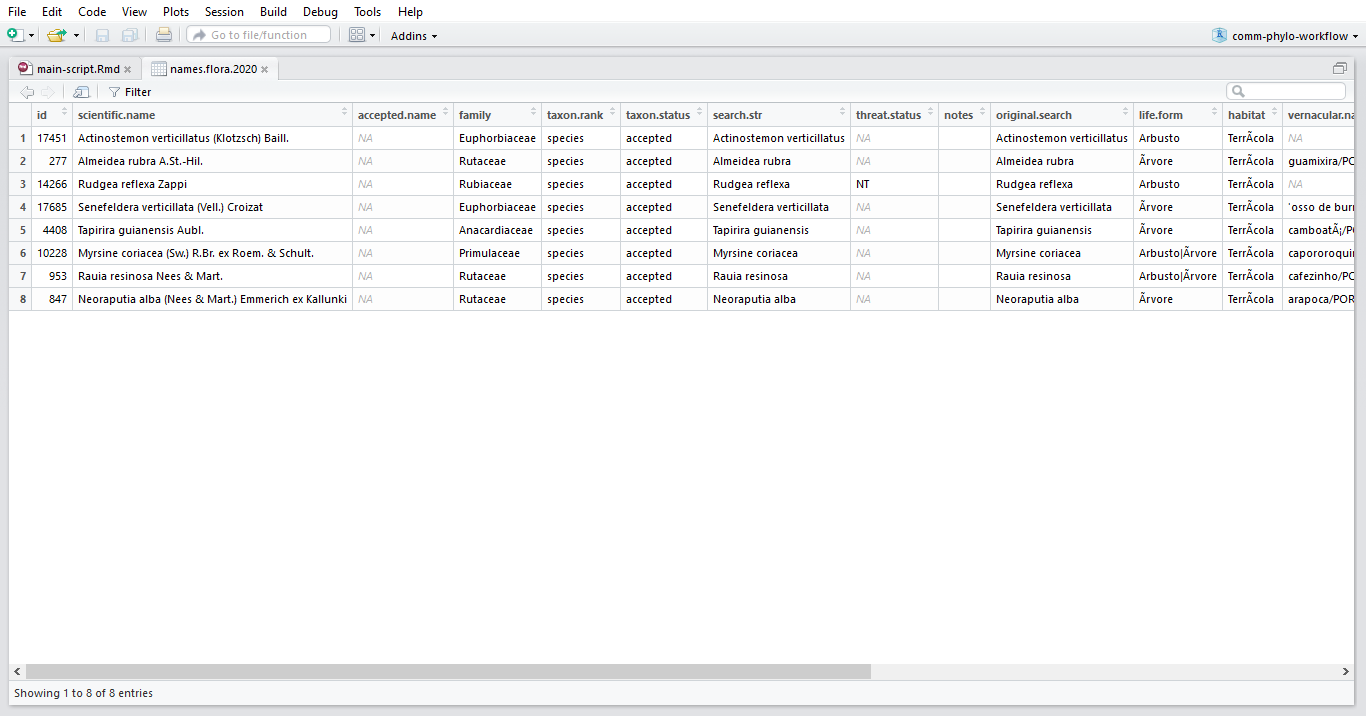 File Edit Code View Plots Session Build Debug Tools Help
Go to file/function Addins comm-phylo-workflow
main-script.Rmd names.flora.2020
Filter
id scientific.name accepted.name family taxon.rank taxon.status search.str threat.status notes original.search life.form habitat vernacular.na
1 17451 Actinostemon verticillatus (Klotzsch) Baill. NA Euphorbiaceae species accepted Actinostemon verticillatus NA Actinostemon verticillatus Arbusto TerrÃcola NA
2 277 Almeidea rubra A.St.-Hil. NA Rutaceae species accepted Almeidea rubra NA Almeidea rubra Ãrvore TerrÃcola guamixira/PO
3 14266 Rudgea reflexa Zappi NA Rubiaceae species accepted Rudgea reflexa NT Rudgea reflexa Arbusto TerrÃcola NA
4 17685 Senefeldera verticillata (Vell.) Croizat NA Euphorbiaceae species accepted Senefeldera verticillata NA Senefeldera verticillata Ãrvore TerrÃcola `osso de burr
5 4408 Tapirira guianensis Aubl. NA Anacardiaceae species accepted Tapirira guianensis NA Tapirira guianensis Ãrvore TerrÃcola camboatÃ¡/PO
6 10228 Myrsine coriacea (Sw.) R.Br. ex Roem. & Schult. NA Primulaceae species accepted Myrsine coriacea NA Myrsine coriacea Arbusto|Ãrvore TerrÃcola capororoquin
7 953 Rauia resinosa Nees & Mart. NA Rutaceae species accepted Rauia resinosa NA Rauia resinosa Arbusto|Ãrvore TerrÃcola cafezinho/PO
8 847 Neoraputia alba (Nees & Mart.) Emmerich ex Kallunki NA Rutaceae species accepted Neoraputia alba NA Neoraputia alba Ãrvore TerrÃcola arapoca/POR
Showing 1 to 8 of 8 entries